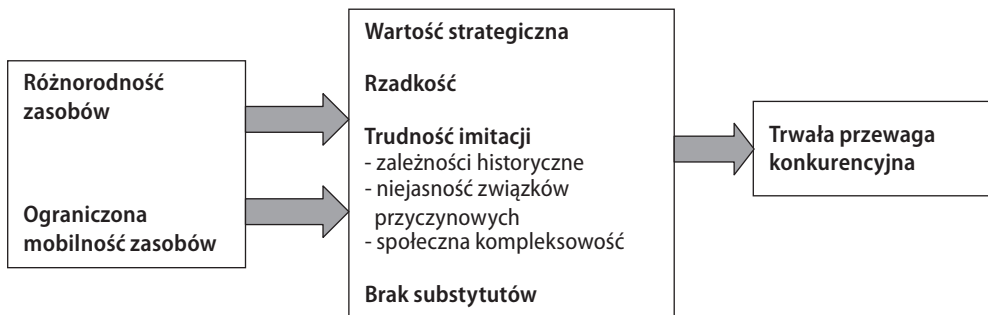 Różnorodność
zasobów
Ograniczona
mobilność zasobów
Wartość strategiczna
Rzadkość
Trudność imitacji
- zależności historyczne
- niejasność związków
przyczynowych
- społeczna kompleksowość
Brak substytutów
Trwała przewaga
konkurencyjna